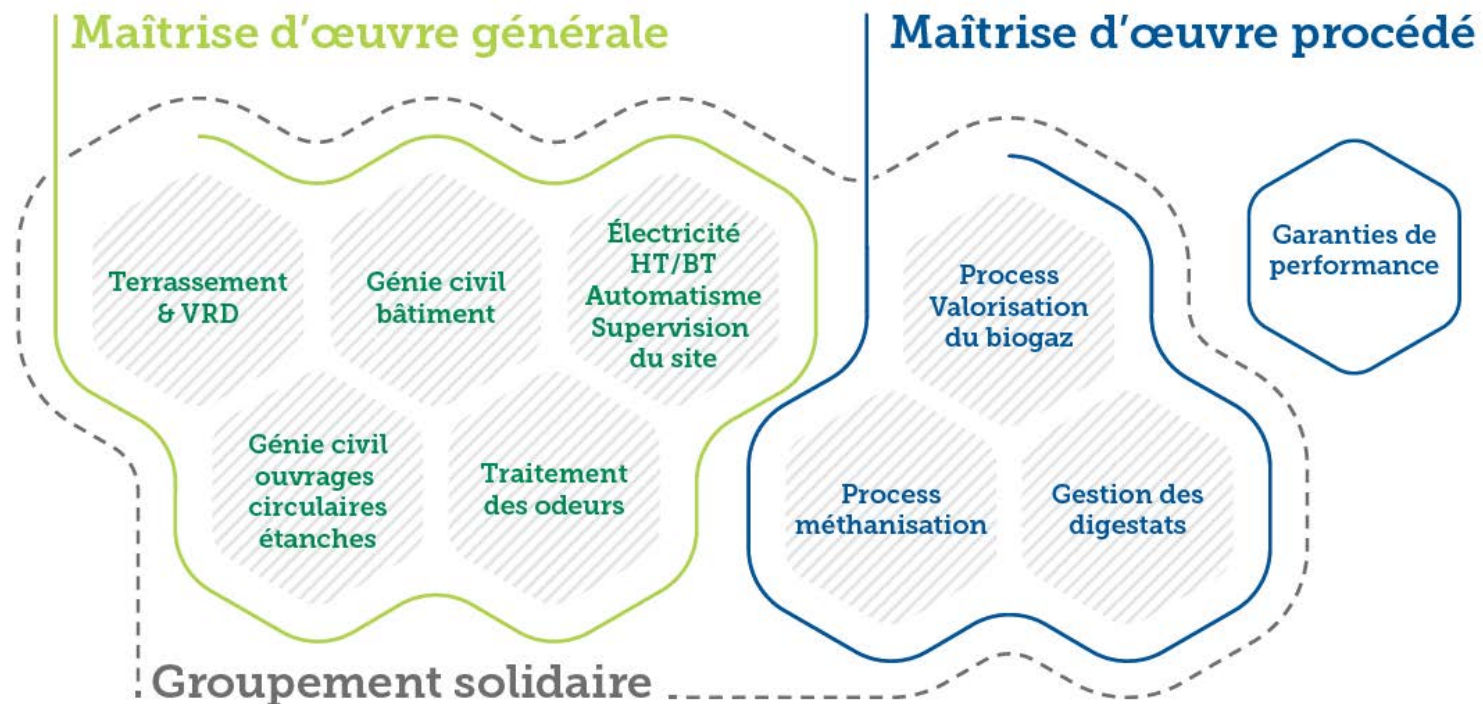 Maîtrise d'œuvre générale
Maîtrise d'œuvre procédé
Terrassement
& VRD
Génie civil
bâtiment
Électricité
HT/BT
Automatisme
Supervision
du site
Process
Valorisation
du biogaz
Garanties de
performance
Génie civil
ouvrages
circulaires
étanches
Traitement
des odeurs
Process
méthanisation
Gestion des
digestats
Groupement solidaire